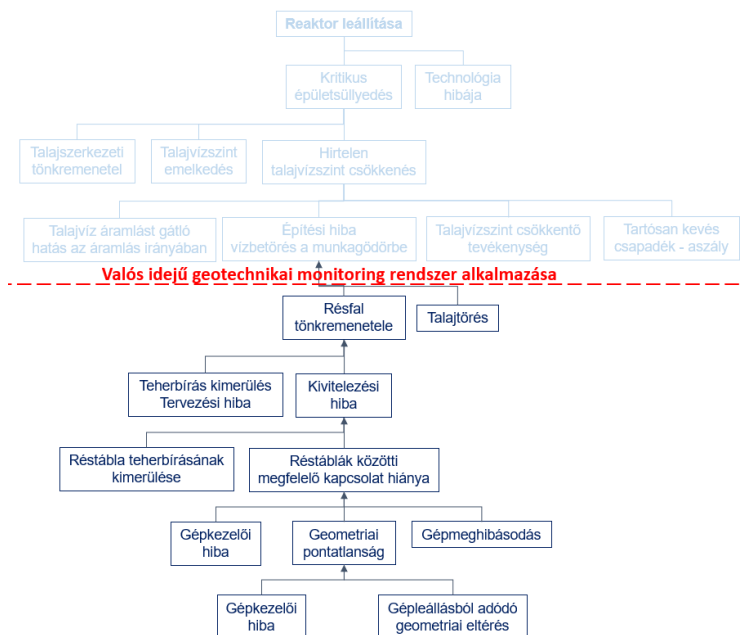 Reaktor leállítása
Kritikus
épületsüllyedés
Technológia
hibája
Talajszerkezeti
tönkremenetel
Talajvízszint
emelkedés
Hirtelen
talajvízszint csökkenés
Talajvíz áramlást gátló
hatás az áramlás irányában
Építési hiba
vízbetörés a munkagödörbe
Talajvízszint csökkentő
tevékenység
Tartósan kevés
csapadék - aszály
Valós idejű geotechnikai monitoring rendszer alkalmazása
Résfal
tönkremenetele
Talajtörés
Teherbírás kimerülés
Tervezési hiba
Kivitelezési
hiba
Réstábla teherbírásának
kimerülése
Réstáblák közötti
megfelelő kapcsolat hiánya
Gépkezelői
hiba
Geometriai
pontatlanság
Gépmeghibásodás
Gépkezelői
hiba
Gépleállásból adódó
geometriai eltérés